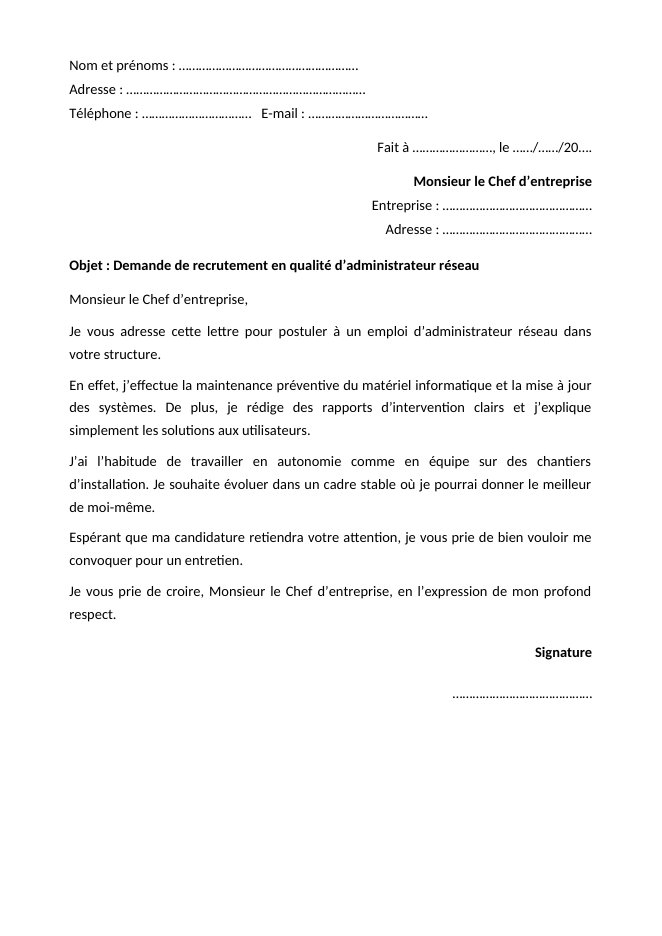 Nom et prénoms : ………………………………………………
Adresse : ………………………………………………………………
Téléphone : ……………………………  E-mail : ………………………………
Fait à ……………………, le ……/……/20….
Monsieur le Chef d’entreprise
Entreprise : ………………………………………
Adresse : ………………………………………
Objet : Demande de recrutement en qualité d’administrateur réseau
Monsieur le Chef d’entreprise,
Je vous adresse cette lettre pour postuler à un emploi d’administrateur réseau dans
votre structure.
En effet, j’effectue la maintenance préventive du matériel informatique et la mise à jour
des systèmes. De plus, je rédige des rapports d’intervention clairs et j’explique
simplement les solutions aux utilisateurs.
J’ai l’habitude de travailler en autonomie comme en équipe sur des chantiers
d’installation. Je souhaite évoluer dans un cadre stable où je pourrai donner le meilleur
de moi-même.
Espérant que ma candidature retiendra votre attention, je vous prie de bien vouloir me
convoquer pour un entretien.
Je vous prie de croire, Monsieur le Chef d’entreprise, en l’expression de mon profond
respect.
Signature
……………………………………